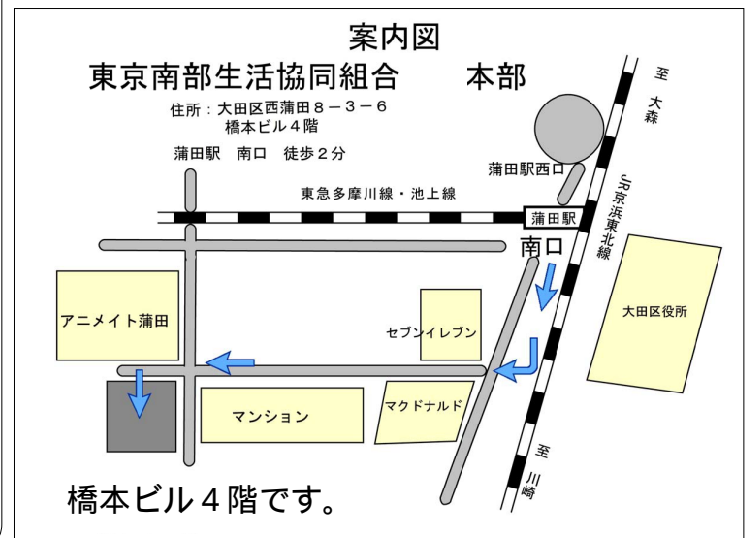 案内図
東京南部生活協同組合　　本部
住所：大田区西蒲田８－３－６
橋本ビル４階
蒲田駅　南口　徒歩２分
至　大森
蒲田駅西口
東急多摩川線・池上線
蒲田駅
JR京浜東北線
南口
アニメイト蒲田
セブンイレブン
大田区役所
マンション
マクドナルド
至　川崎
橋本ビル４階です。